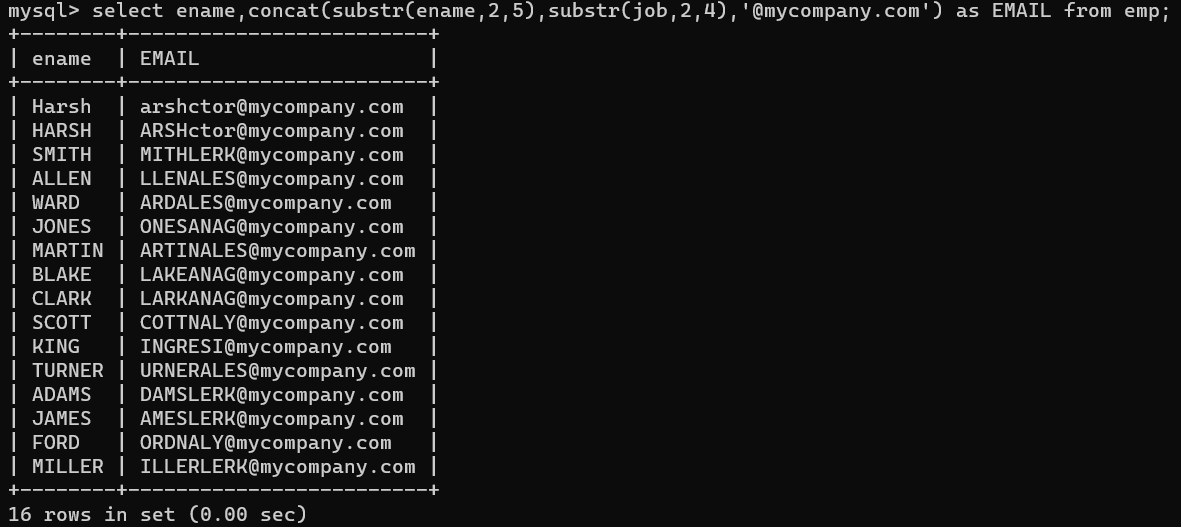 mysql> select ename,concat(substr(ename,2,5),substr(job,2,4),'@mycompany.com') as EMAIL from emp;
+--------+-------------------------+
| ename  | EMAIL                   |
+--------+-------------------------+
| Harsh  | arshctor@mycompany.com  |
| HARSH  | ARSHctor@mycompany.com  |
| SMITH  | MITHLERK@mycompany.com  |
| ALLEN  | LLENALES@mycompany.com  |
| WARD   | ARDALES@mycompany.com   |
| JONES  | ONESANAG@mycompany.com  |
| MARTIN | ARTINALES@mycompany.com |
| BLAKE  | LAKEANAG@mycompany.com  |
| CLARK  | LARKANAG@mycompany.com  |
| SCOTT  | COTTNALY@mycompany.com  |
| KING   | INGRESI@mycompany.com   |
| TURNER | URNERALES@mycompany.com |
| ADAMS  | DAMSLERK@mycompany.com  |
| JAMES  | AMESLERK@mycompany.com  |
| FORD   | ORDNALY@mycompany.com   |
| MILLER | ILLERLERK@mycompany.com |
+--------+-------------------------+
16 rows in set (0.00 sec)